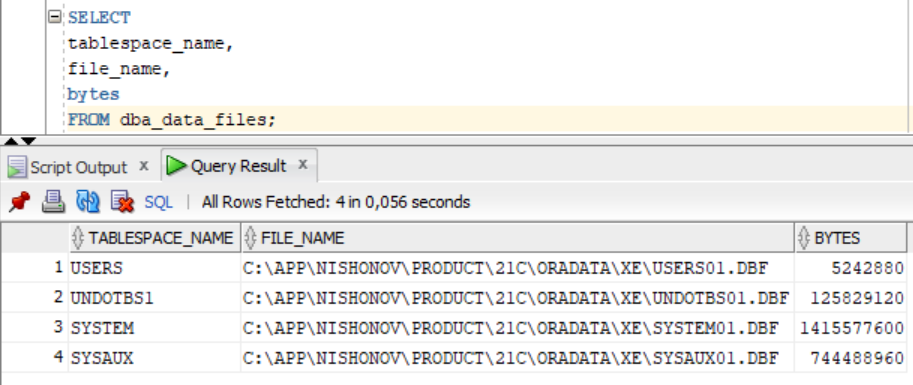 SELECT
tablespace_name,
file_name,
bytes
FROM dba_data_files;
Script Output x Query Result x
SQL | All Rows Fetched: 4 in 0,056 seconds
TABLESPACE_NAME FILE_NAME BYTES
1 USERS C:\APP\NISHONOV\PRODUCT\21C\ORADATA\XE\USERS01.DBF 5242880
2 UNDOTBS1 C:\APP\NISHONOV\PRODUCT\21C\ORADATA\XE\UNDOTBS01.DBF 125829120
3 SYSTEM C:\APP\NISHONOV\PRODUCT\21C\ORADATA\XE\SYSTEM01.DBF 1415577600
4 SYSAUX C:\APP\NISHONOV\PRODUCT\21C\ORADATA\XE\SYSAUX01.DBF 744488960